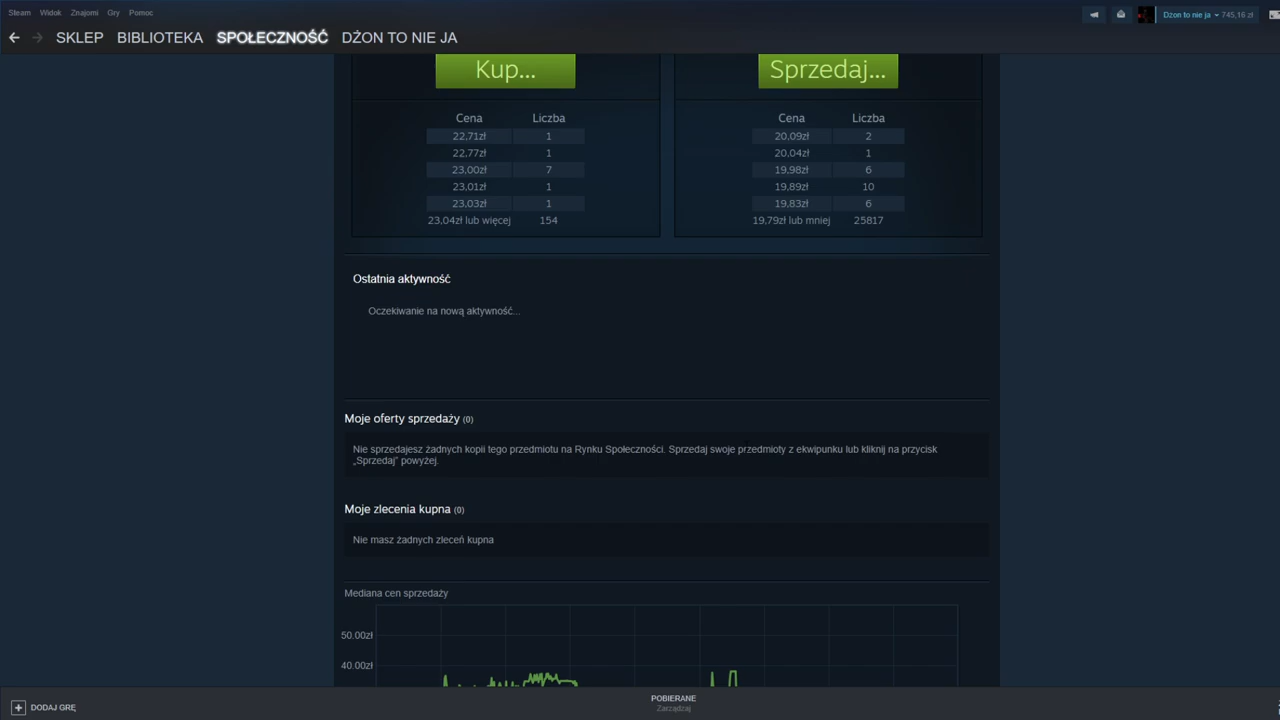 Steam Widok Znajomi Gry Pomoc
Dżon to nie ja 745,16 zł
SKLEP BIBLIOTEKA SPOŁECZNOŚĆ DŻON TO NIE JA
Kup... Sprzedaj...
Cena Liczba Cena Liczba
22,71zł 1 20,09zł 2
22,77zł 1 20,04zł 1
23,00zł 7 19,98zł 6
23,01zł 1 19,89zł 10
23,03zł 1 19,83zł 6
23,04zł lub więcej 154 19,79zł lub mniej 25817
Ostatnia aktywność
Oczekiwanie na nową aktywność...
Moje oferty sprzedaży (0)
Nie sprzedajesz żadnych kopii tego przedmiotu na Rynku Społeczności. Sprzedaj swoje przedmioty z ekwipunku lub kliknij na przycisk
„Sprzedaj” powyżej.
Moje zlecenia kupna (0)
Nie masz żadnych zleceń kupna
Mediana cen sprzedaży
50.00zł
40.00zł
POBIERANE
Zarządzaj
+ DODAJ GRĘ